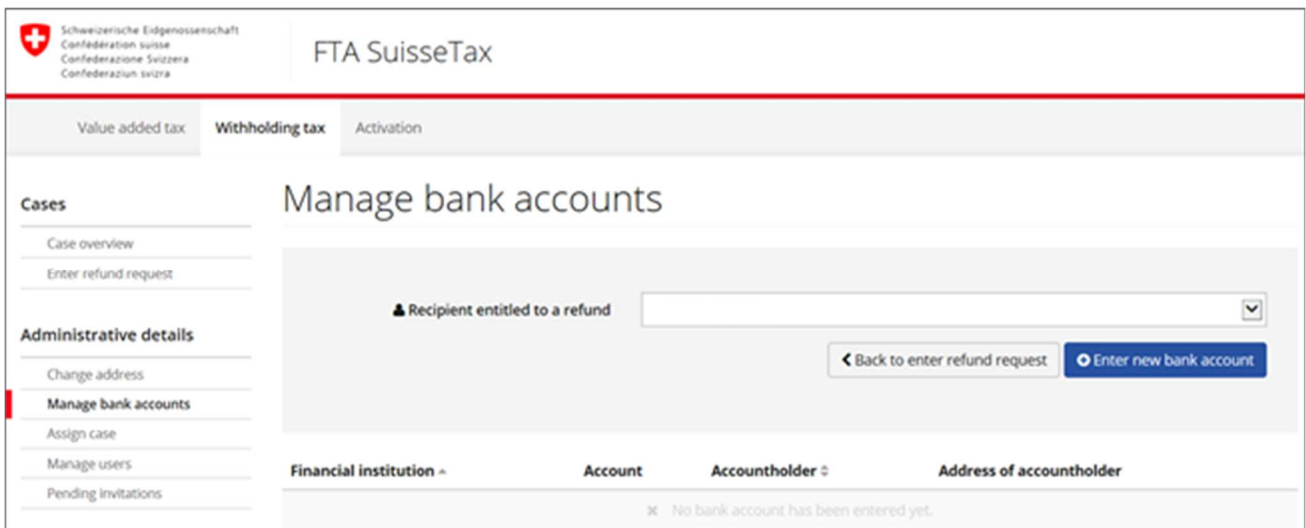 Schweizerische Eidgenossenschaft
Confédération suisse
Confederazione Svizzera
Confederaziun svizra
FTA SuisseTax
Value added tax Withholding tax Activation
Cases
Case overview
Enter refund request
Administrative details
Change address
Manage bank accounts
Assign case
Manage users
Pending invitations
Manage bank accounts
Recipient entitled to a refund
Back to enter refund request Enter new bank account
Financial institution Account Accountholder Address of accountholder
No bank account has been entered yet.